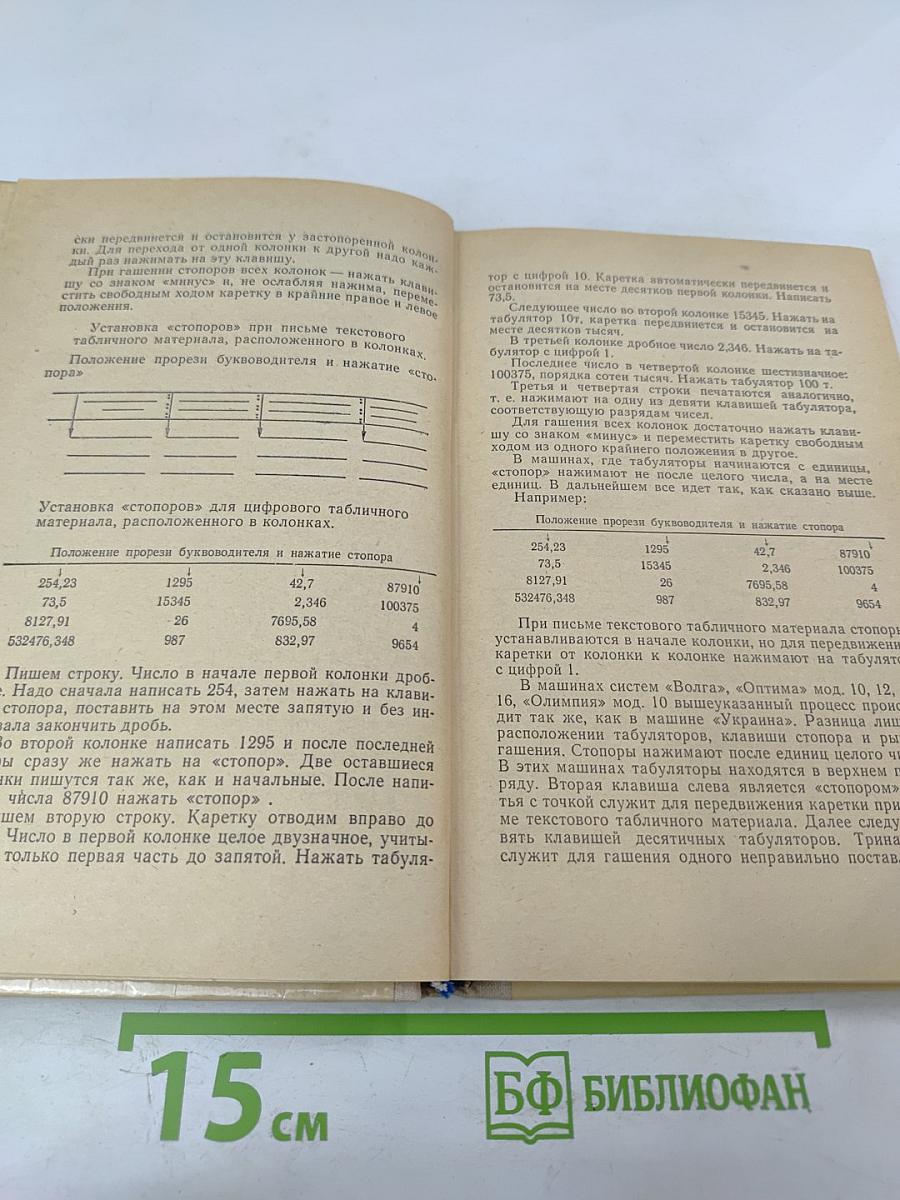 ски передвинется и остановится у застопоренной колон-
ки. Для перехода от одной колонки к другой надо каж-
дый раз нажимать на эту клавишу.
При гашении стопоров всех колонок — нажать клави-
шу со знаком «минус» и, не ослабляя нажима, переме-
стить свободным ходом каретку в крайние правое и левое
положения.
Установка «стопоров» при письме текстового
табличного материала, расположенного в колонках.
Положение прорези буквоводителя и нажатие «сто-
пора»
Установка «стопоров» для цифрового табличного
материала, расположенного в колонках.
Положение прорези буквоводителя и нажатие стопора
254,23 1295 42,7 87910
73,5 15345 2,346 100375
8127,91 26 7695,58 4
532476,348 987 832,97 9654
Пишем строку. Число в начале первой колонки дроб-
е. Надо сначала написать 254, затем нажать на клави-
стопора, поставить на этом месте запятую и без ин-
вала закончить дробь.
Во второй колонке написать 1295 и после последней
ы сразу же нажать на «стопор». Две оставшиеся
нки пишутся так же, как и начальные. После напи-
числа 87910 нажать «стопор» .
шем вторую строку. Каретку отводим вправо до
Число в первой колонке целое двузначное, учиты-
только первая часть до запятой. Нажать табуля-
тор с цифрой 10. Каретка автоматически передвинется и
остановится на месте десятков первой колонки. Написать
73,5.
Следующее число во второй колонке 15345. Нажать на
табулятор 10т, каретка передвинется и остановится на
месте десятков тысяч.
В третьей колонке дробное число 2,346. Нажать на та-
булятор с цифрой 1.
Последнее число в четвертой колонке шестизначное:
100375, порядка сотен тысяч. Нажать табулятор 100 т.
Третья и четвертая строки печатаются аналогично,
т. е. нажимают на одну из девяти клавишей табулятора,
соответствующую разрядам чисел.
Для гашения всех колонок достаточно нажать клави-
шу со знаком «минус» и переместить каретку свободным
ходом из одного крайнего положения в другое.
В машинах, где табуляторы начинаются с единицы,
«стопор» нажимают не после целого числа, а на месте
единиц. В дальнейшем все идет так, как сказано выше.
Например:
Положение прорези буквоводителя и нажатие стопора
254,23 1295 42,7 87910
73,5 15345 2,346 100375
8127,91 26 7695,58 4
532476,348 987 832,97 9654
При письме текстового табличного материала стопоры
устанавливаются в начале колонки, но для передвижени
каретки от колонки к колонке нажимают на табулято
с цифрой 1.
В машинах систем «Волга», «Оптима» мод. 10, 12,
16, «Олимпия» мод. 10 вышеуказанный процесс проис
дит так же, как в машине «Украина». Разница лиш
расположении табуляторов, клавиши стопора и ры
гашения. Стопоры нажимают после единиц целого чи
В этих машинах табуляторы находятся в верхнем п
ряду. Вторая клавиша слева является «стопором»
тья с точкой служит для передвижения каретки при
ме текстового табличного материала. Далее следу
вять клавишей десятичных табуляторов. Трина
служит для гашения одного неправильно постав
15 см
БФ БИБЛИОФАН